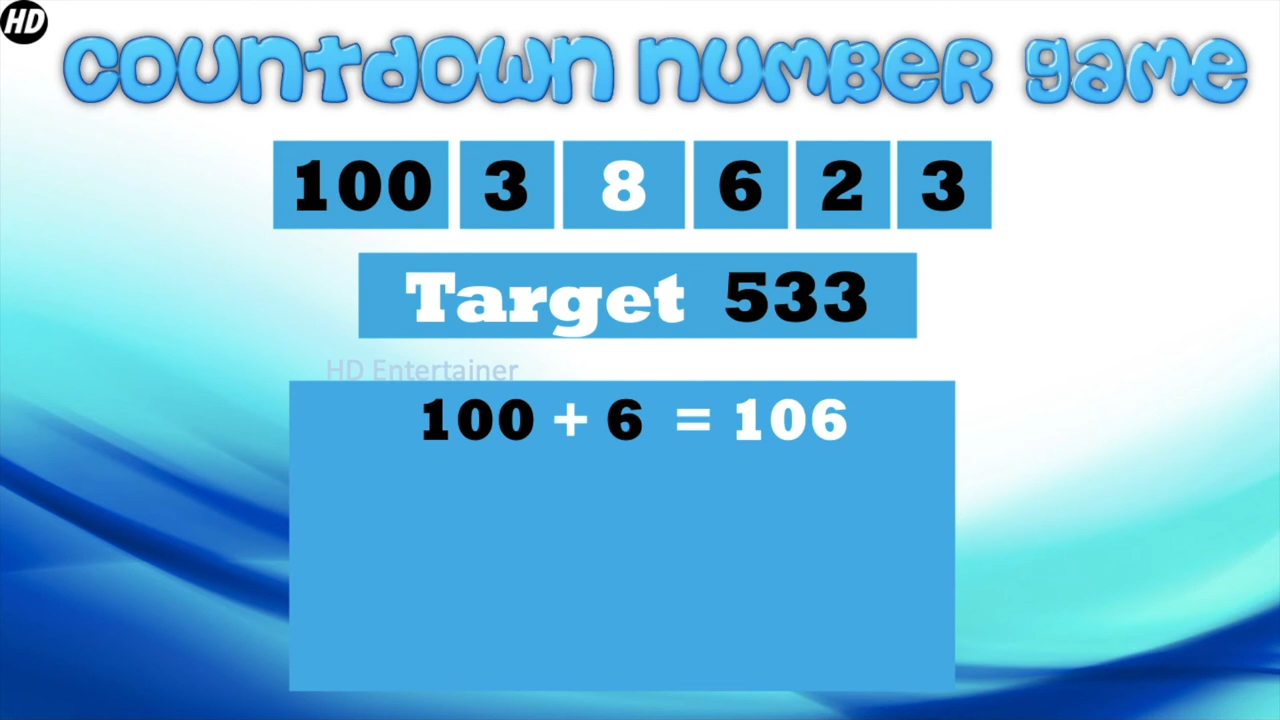 HD
COUNTDOWN NUMBER GAME
100 3 8 6 2 3
Target 533
HD Entertainer
100 + 6 = 106